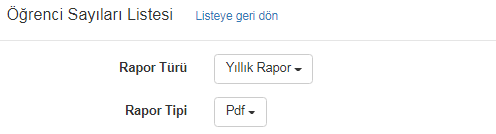 Öğrenci Sayıları Listesi Listeye geri dön
Rapor Türü Yıllık Rapor
Rapor Tipi Pdf